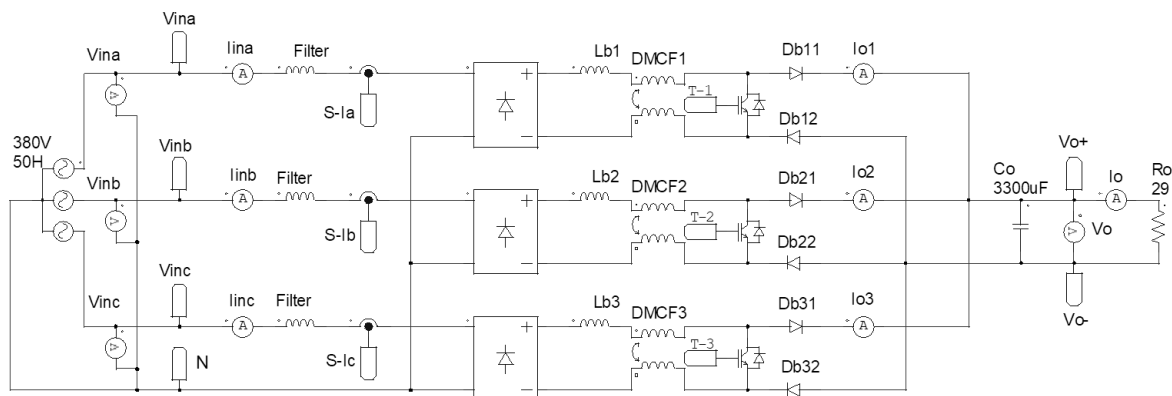 Vina
Vina
Iina
Filter
S-Ia
Lb1
DMCF1
T-1
Db11
Io1
Db12
380V
50H
Vinb
Vinb
Iinb
Filter
S-Ib
Lb2
DMCF2
T-2
Db21
Io2
Db22
Vo+
Co
3300uF
Io
Ro
29
Vo
Vo-
Vinc
Vinc
Iinc
Filter
S-Ic
N
Lb3
DMCF3
T-3
Db31
Io3
Db32
A
A
A
A
A
A
A
V
V
V
V
+
−
+
−
+
−